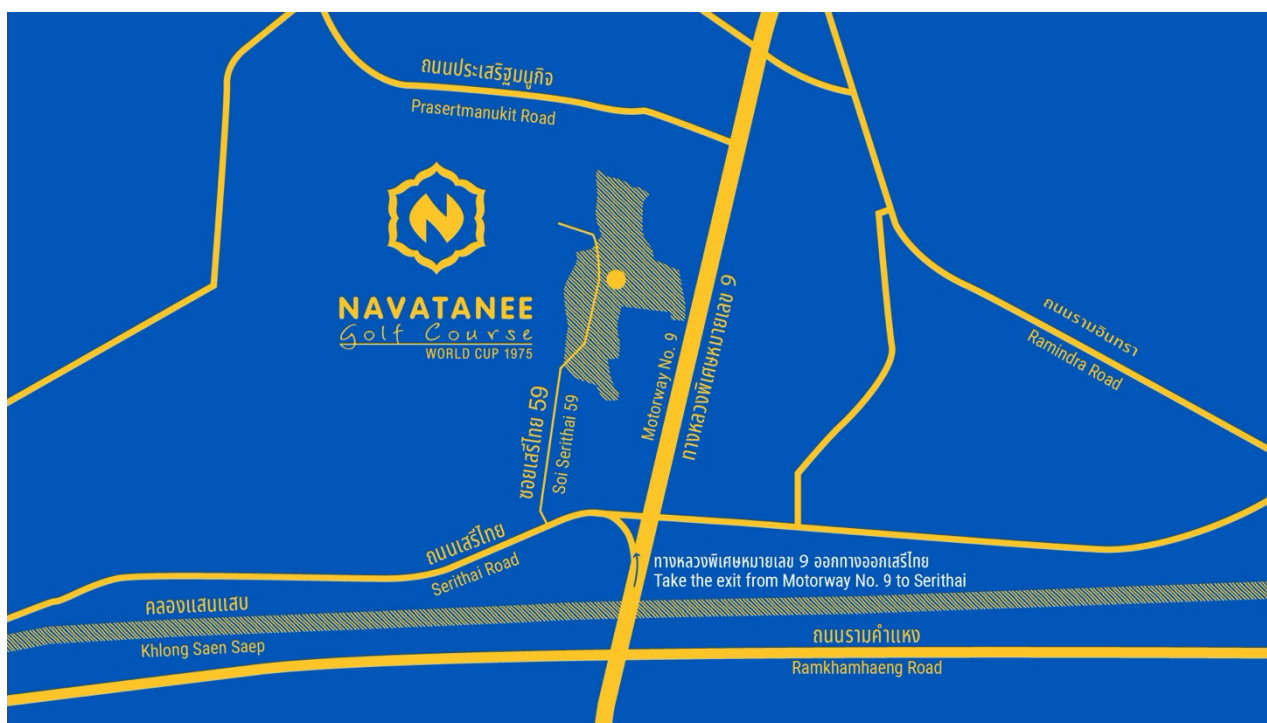 ถนนประเสริฐมนูกิจ
Prasertmanukit Road
N
NAVATANEE
Golf Course
WORLD CUP 1975
ซอยเสรีไทย 59
Soi Serithai 59
Motorway No. 9
ทางหลวงพิเศษหมายเลข 9
ถนนรามอินทรา
Ramindra Road
ถนนเสรีไทย
Serithai Road
ทางหลวงพิเศษหมายเลข 9 ออกทางออกเสรีไทย
Take the exit from Motorway No. 9 to Serithai
คลองแสนแสบ
Khlong Saen Saep
ถนนรามคำแหง
Ramkhamhaeng Road